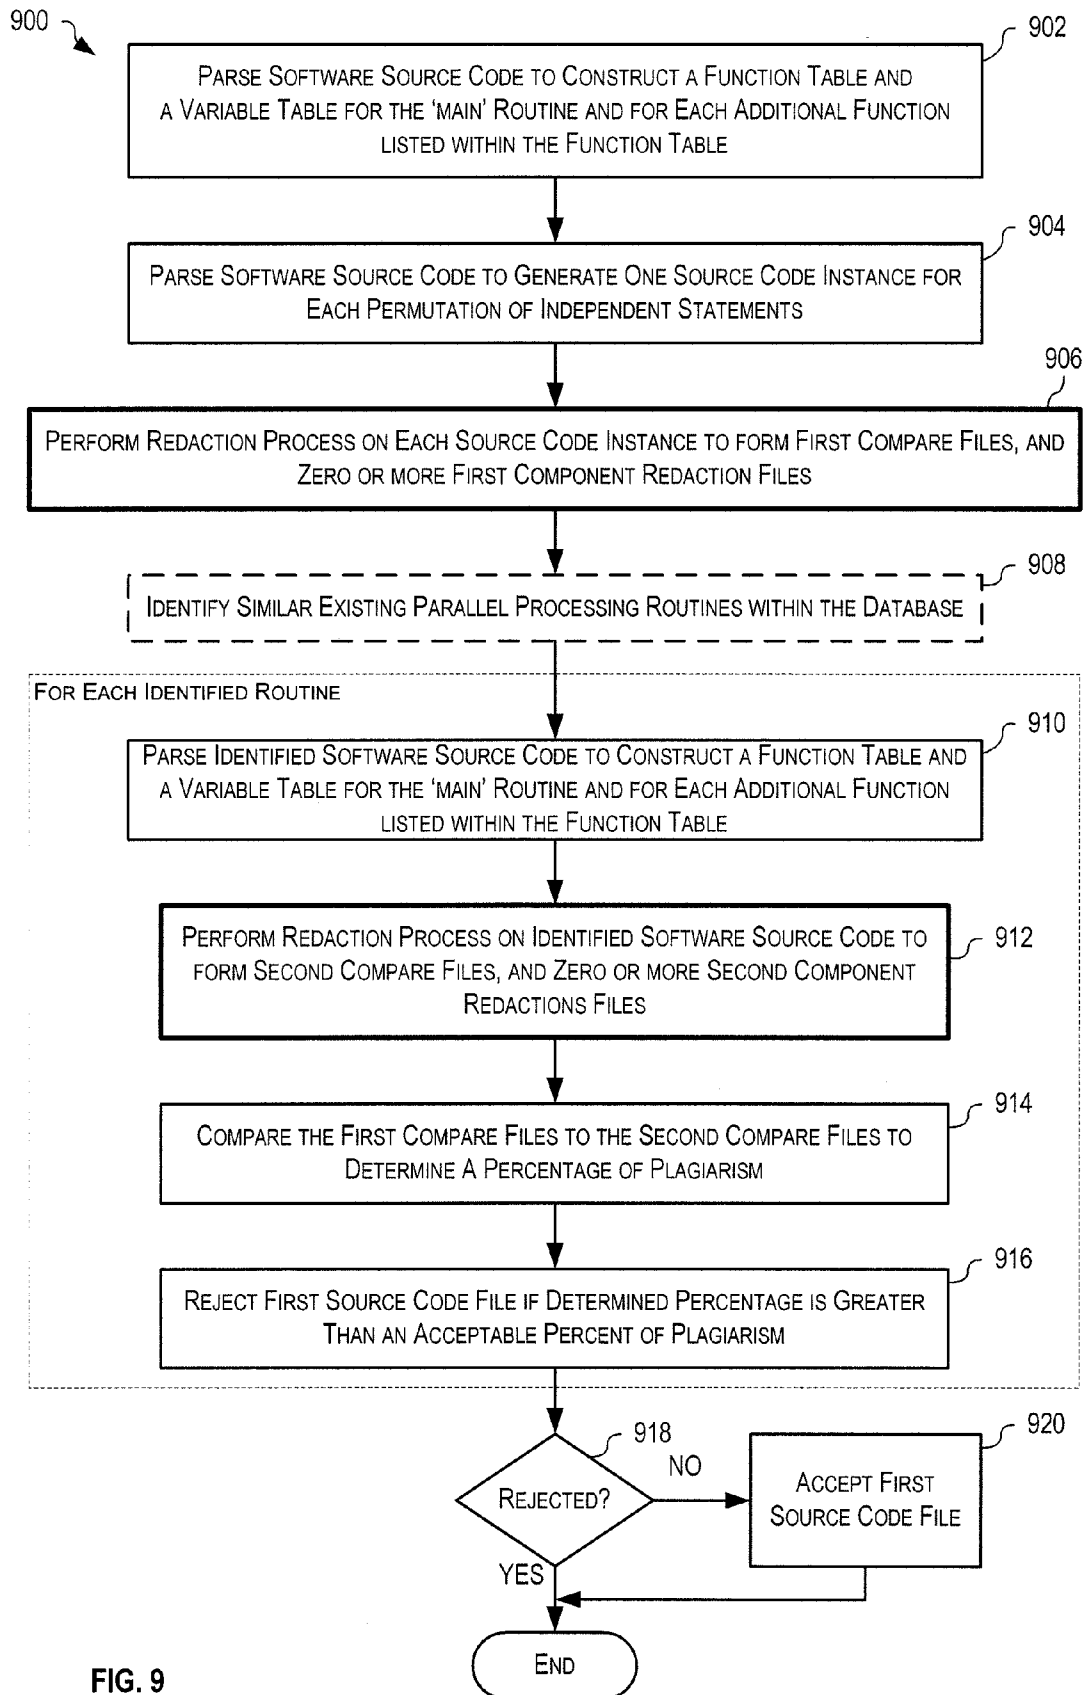 900
902
PARSE SOFTWARE SOURCE CODE TO CONSTRUCT A FUNCTION TABLE AND
A VARIABLE TABLE FOR THE ‘MAIN’ ROUTINE AND FOR EACH ADDITIONAL FUNCTION
LISTED WITHIN THE FUNCTION TABLE
904
PARSE SOFTWARE SOURCE CODE TO GENERATE ONE SOURCE CODE INSTANCE FOR
EACH PERMUTATION OF INDEPENDENT STATEMENTS
906
PERFORM REDACTION PROCESS ON EACH SOURCE CODE INSTANCE TO FORM FIRST COMPARE FILES, AND
ZERO OR MORE FIRST COMPONENT REDACTION FILES
908
IDENTIFY SIMILAR EXISTING PARALLEL PROCESSING ROUTINES WITHIN THE DATABASE
FOR EACH IDENTIFIED ROUTINE
910
PARSE IDENTIFIED SOFTWARE SOURCE CODE TO CONSTRUCT A FUNCTION TABLE AND
A VARIABLE TABLE FOR THE ‘MAIN’ ROUTINE AND FOR EACH ADDITIONAL FUNCTION
LISTED WITHIN THE FUNCTION TABLE
PERFORM REDACTION PROCESS ON IDENTIFIED SOFTWARE SOURCE CODE TO
FORM SECOND COMPARE FILES, AND ZERO OR MORE SECOND COMPONENT
REDACTIONS FILES
912
914
COMPARE THE FIRST COMPARE FILES TO THE SECOND COMPARE FILES TO
DETERMINE A PERCENTAGE OF PLAGIARISM
916
REJECT FIRST SOURCE CODE FILE IF DETERMINED PERCENTAGE IS GREATER
THAN AN ACCEPTABLE PERCENT OF PLAGIARISM
918
REJECTED?
NO
920
ACCEPT FIRST
SOURCE CODE FILE
YES
END
FIG. 9